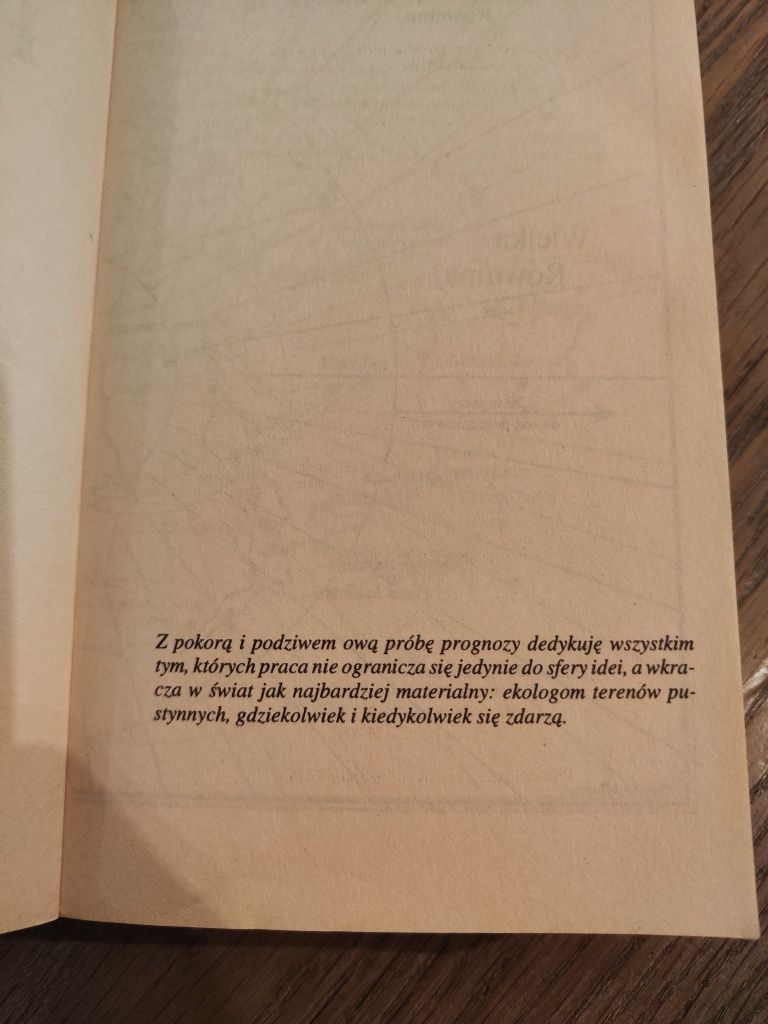 Z pokorą i podziwem ową próbę prognozy dedykuję wszystkim
tym, których praca nie ogranicza się jedynie do sfery idei, a wkra-
cza w świat jak najbardziej materialny: ekologom terenów pu-
stynnych, gdziekolwiek i kiedykolwiek się zdarzą.